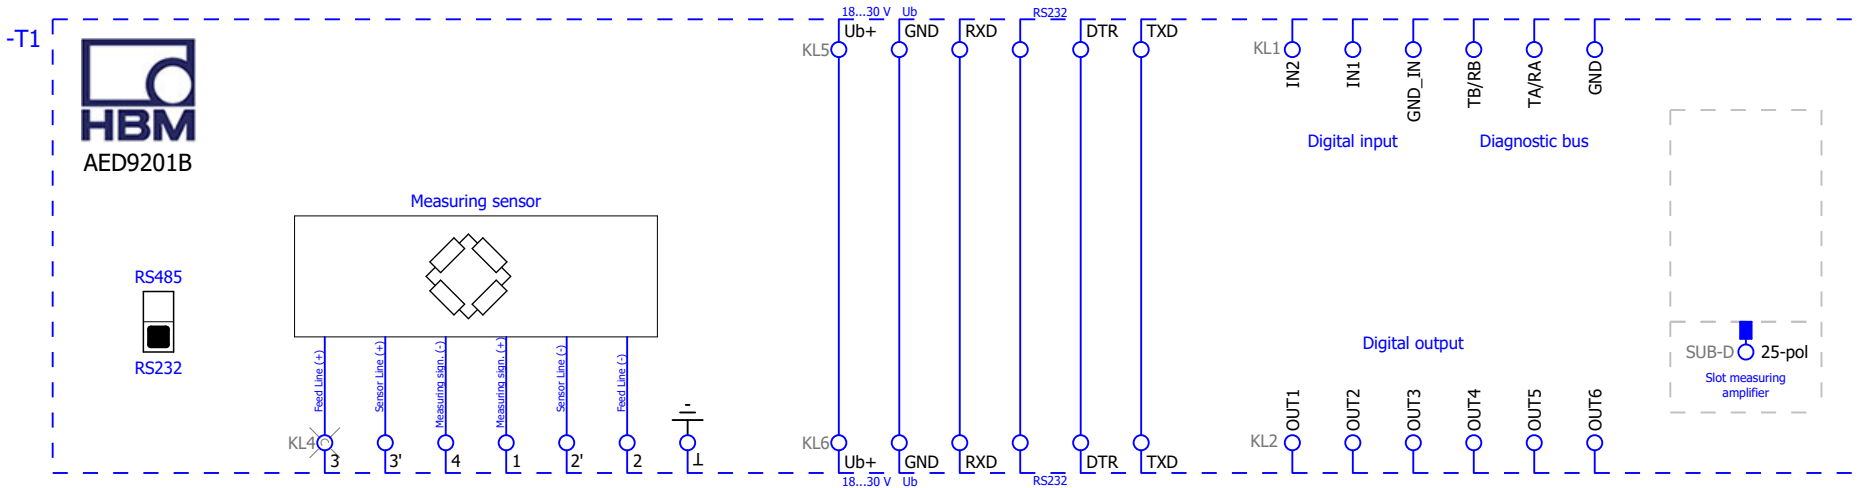 -T1
HBM
AED9201B
18...30 V Ub
RS232
KL5
Ub+ GND RXD DTR TXD
KL1
IN2 IN1 GND_IN TB/RB TA/RA GND
Digital input
Diagnostic bus
Measuring sensor
RS485
RS232
Feed Line (+)
Sensor Line (+)
Measuring sign. (-)
Measuring sign. (+)
Sensor Line (-)
Feed Line (-)
KL4
3 3' 4 1 2' 2 ⊥
KL6
Ub+ GND RXD DTR TXD
18...30 V Ub
RS232
Digital output
KL2
OUT1 OUT2 OUT3 OUT4 OUT5 OUT6
SUB-D 25-pol
Slot measuring
amplifier